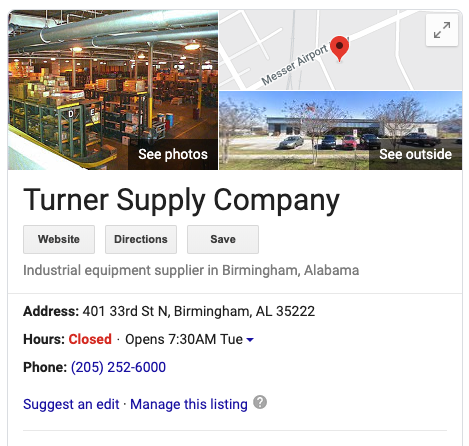 Messer Airport
See photos
See outside
Turner Supply Company
Website
Directions
Save
Industrial equipment supplier in Birmingham, Alabama
Address: 401 33rd St N, Birmingham, AL 35222
Hours: Closed · Opens 7:30AM Tue
Phone: (205) 252-6000
Suggest an edit · Manage this listing ?